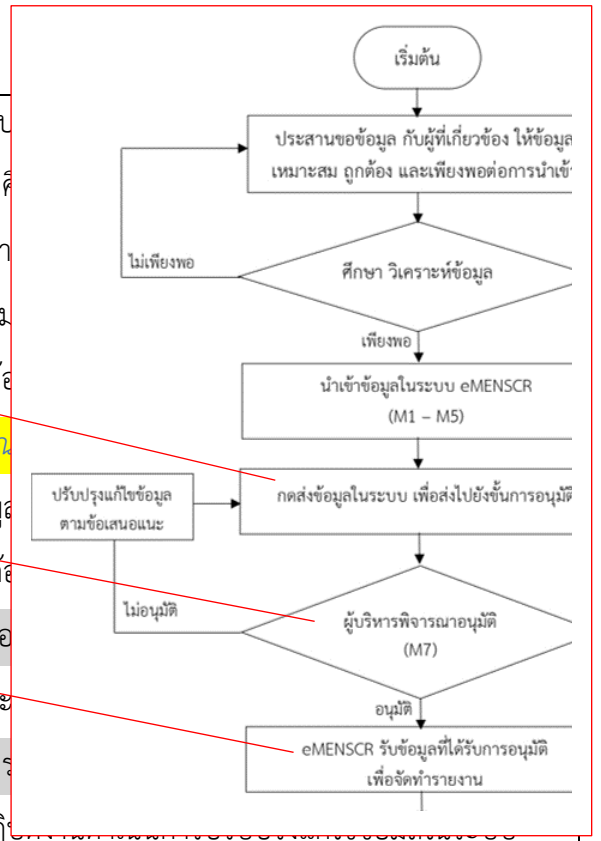 เริ่มต้น
ประสานขอข้อมูล กับผู้ที่เกี่ยวข้อง ให้ข้อมูล
เหมาะสม ถูกต้อง และเพียงพอต่อการนำเข้า
ไม่เพียงพอ
ศึกษา วิเคราะห์ข้อมูล
เพียงพอ
นำเข้าข้อมูลในระบบ eMENSCR
(M1 – M5)
ปรับปรุงแก้ไขข้อมูล
ตามข้อเสนอแนะ
กดส่งข้อมูลในระบบ เพื่อส่งไปยังขั้นการอนุมัติ
ไม่อนุมัติ
ผู้บริหารพิจารณาอนุมัติ
(M7)
อนุมัติ
eMENSCR รับข้อมูลที่ได้รับการอนุมัติ
เพื่อจัดทำรายงาน